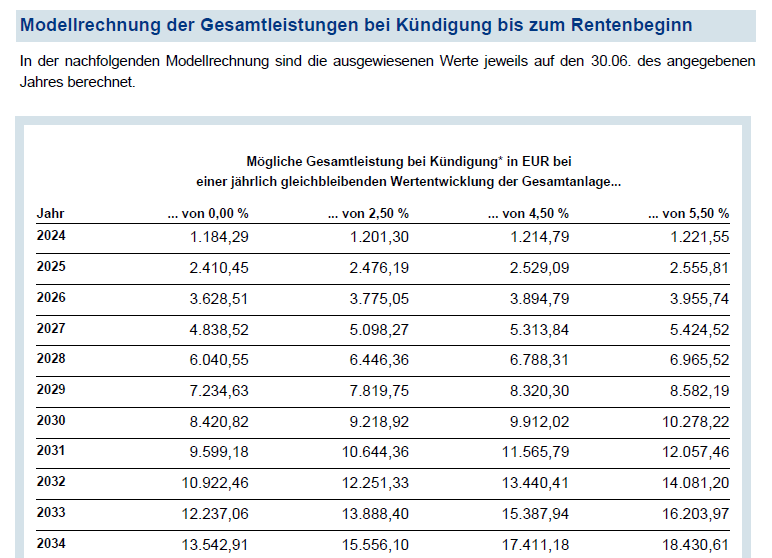 Modellrechnung der Gesamtleistungen bei Kündigung bis zum Rentenbeginn
In der nachfolgenden Modellrechnung sind die ausgewiesenen Werte jeweils auf den 30.06. des angegebenen
Jahres berechnet.
Mögliche Gesamtleistung bei Kündigung* in EUR bei
einer jährlich gleichbleibenden Wertentwicklung der Gesamtanlage...
Jahr ... von 0,00 % ... von 2,50 % ... von 4,50 % ... von 5,50 %
2024 1.184,29 1.201,30 1.214,79 1.221,55
2025 2.410,45 2.476,19 2.529,09 2.555,81
2026 3.628,51 3.775,05 3.894,79 3.955,74
2027 4.838,52 5.098,27 5.313,84 5.424,52
2028 6.040,55 6.446,36 6.788,31 6.965,52
2029 7.234,63 7.819,75 8.320,30 8.582,19
2030 8.420,82 9.218,92 9.912,02 10.278,22
2031 9.599,18 10.644,36 11.565,79 12.057,46
2032 10.922,46 12.251,33 13.440,41 14.081,20
2033 12.237,06 13.888,40 15.387,94 16.203,97
2034 13.542,91 15.556,10 17.411,18 18.430,61